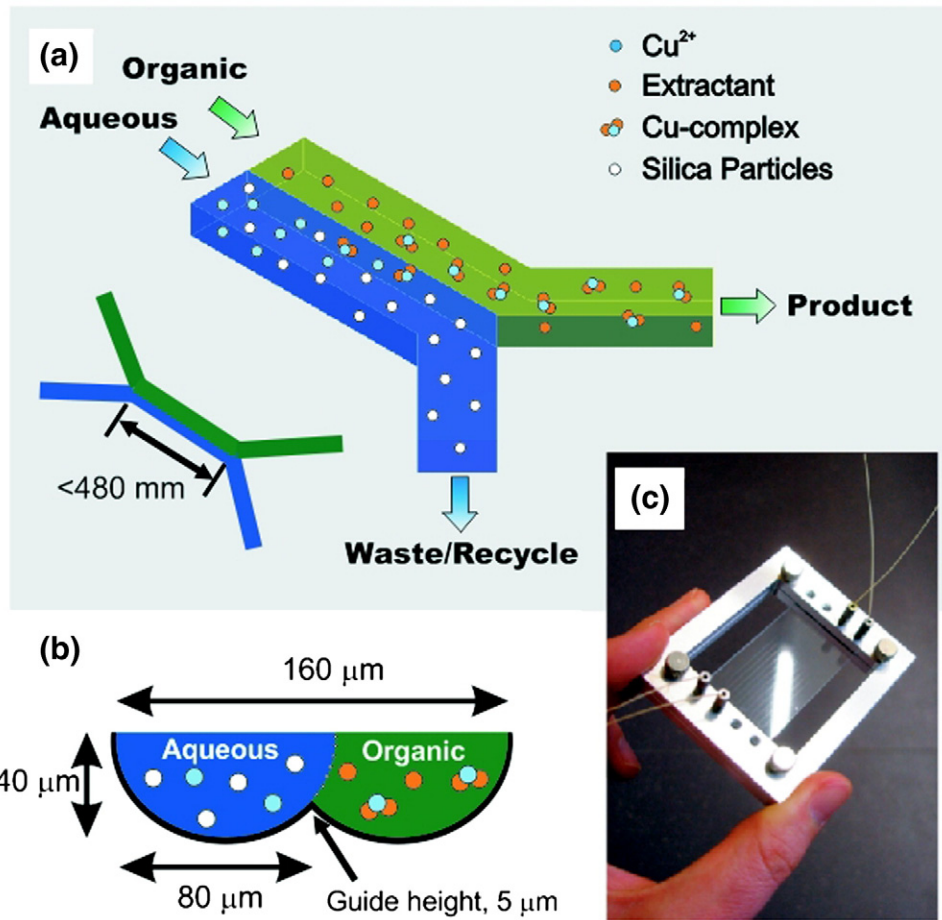 (a)
Organic
Aqueous
Cu²⁺
Extractant
Cu-complex
Silica Particles
Product
<480 mm
Waste/Recycle
(c)
(b)
160 µm
Aqueous
Organic
40 µm
80 µm
Guide height, 5 µm